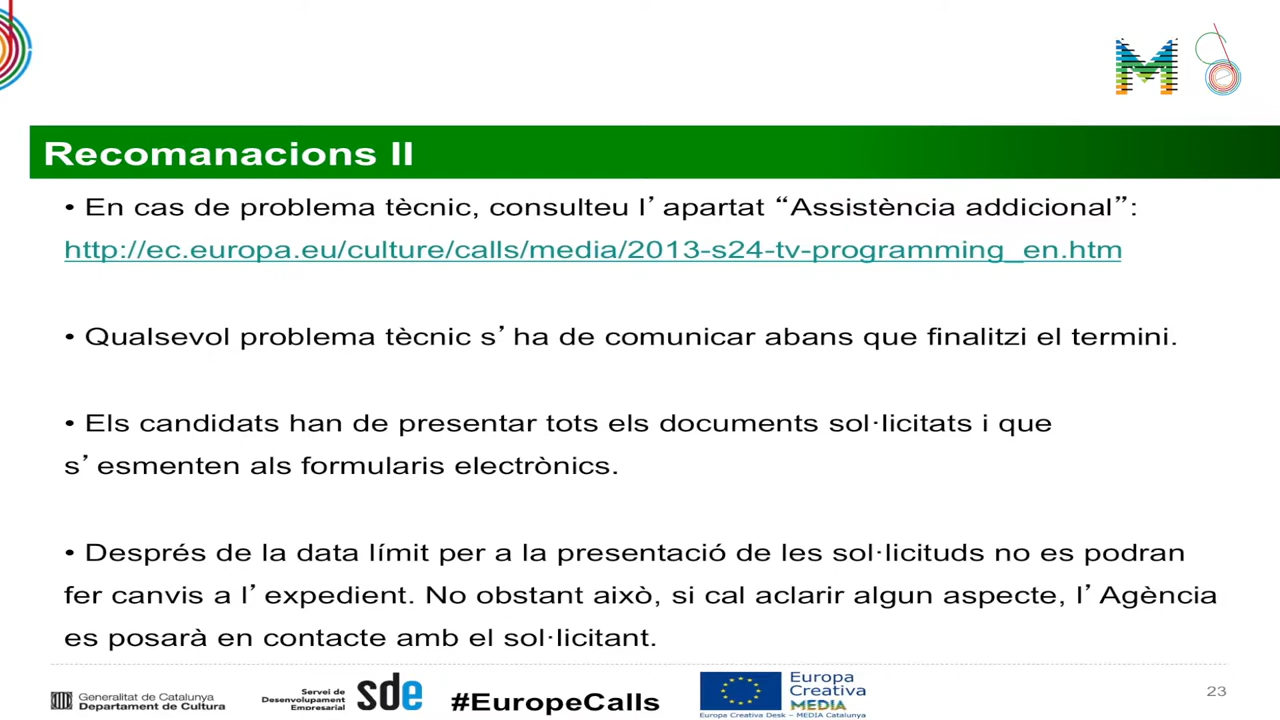 Recomanacions II
• En cas de problema tècnic, consulteu l’apartat “Assistència addicional”:
http://ec.europa.eu/culture/calls/media/2013-s24-tv-programming_en.htm
• Qualsevol problema tècnic s’ha de comunicar abans que finalitzi el termini.
• Els candidats han de presentar tots els documents sol·licitats i que
s’esmenten als formularis electrònics.
• Després de la data límit per a la presentació de les sol·licituds no es podran
fer canvis a l’expedient. No obstant això, si cal aclarir algun aspecte, l’Agència
es posarà en contacte amb el sol·licitant.
Generalitat de Catalunya
Departament de Cultura
Servei de
Desenvolupament
Empresarial
sde
#EuropeCalls
Europa
Creativa
MEDIA
Europa Creative Desk – MEDIA Catalunya
23